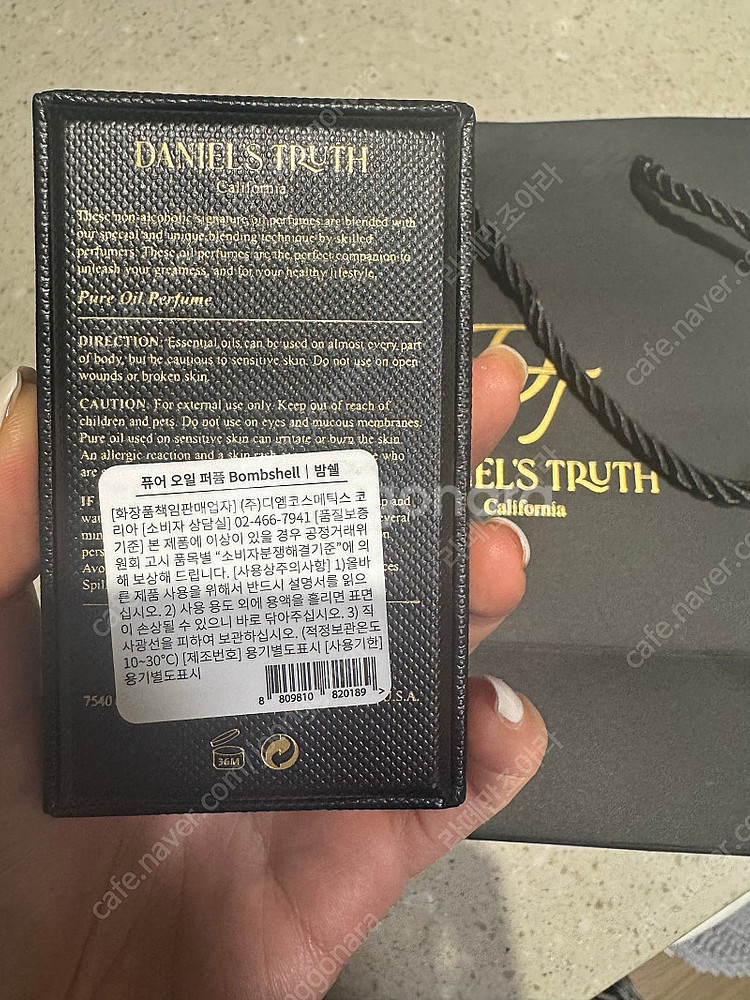 DANIEL'S TRUTH
California
These non-alcoholic signature oil perfumes are blended with
our special and unique blending technique by skilled
perfumers. These oil perfumes are the perfect companion to
unleash your greatness, and for your healthy lifestyle.
Pure Oil Perfume
DIRECTION: Essential oils can be used on almost every part
of body, but be cautious to sensitive skin. Do not use on open
wounds or broken skin.
CAUTION: For external use only. Keep out of reach of
children and pets. Do not use on eyes and mucous membranes.
Pure oil used on sensitive skin can irritate or burn the skin.
An allergic reaction and a skin who
are
IF
퓨어 오일 퍼퓸 Bombshell | 밤쉘
[화장품책임판매업자] (주)디엠코스메틱스 코
리아 [소비자 상담실] 02-466-7941 [품질보증
기준] 본 제품에 이상이 있을 경우 공정거래위
원회 고시 품목별 “소비자분쟁해결기준”에 의
해 보상해 드립니다. [사용상주의사항] 1)올바
른 제품 사용을 위해서 반드시 설명서를 읽으
십시오. 2) 사용 용도 외에 용액을 흘리면 표면
이 손상될 수 있으니 바로 닦아주십시오. 3) 직
사광선을 피하여 보관하십시오. (적정보관온도
10~30°C) [제조번호] 용기별도표시 [사용기한]
용기별도표시
8 809810 820189 >
7540 U.S.A.
36M
EL'S TRUTH
California
cafe.naver.com
cafe.naver.com
cafe.naver.com